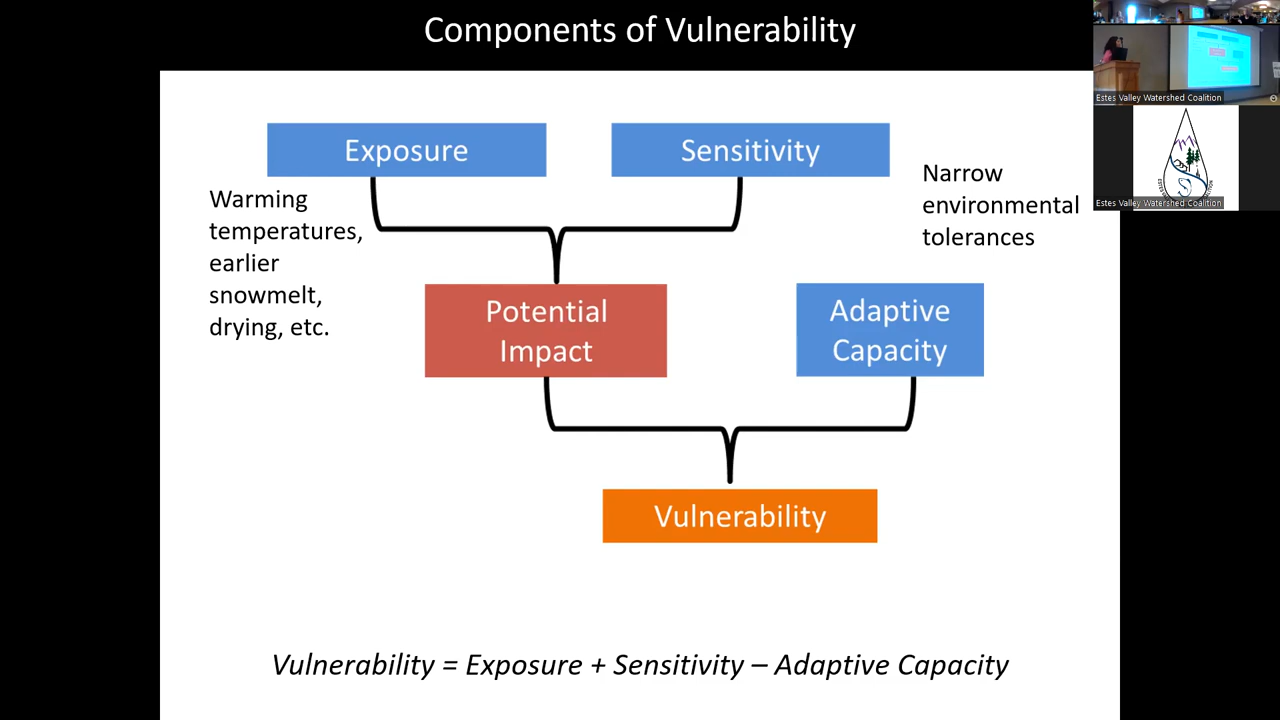 Components of Vulnerability
Estes Valley Watershed Coalition
Estes Valley Watershed Coalition
Exposure
Sensitivity
Warming
temperatures,
earlier
snowmelt,
drying, etc.
Narrow
environmental
tolerances
Potential
Impact
Adaptive
Capacity
Vulnerability
Vulnerability = Exposure + Sensitivity – Adaptive Capacity